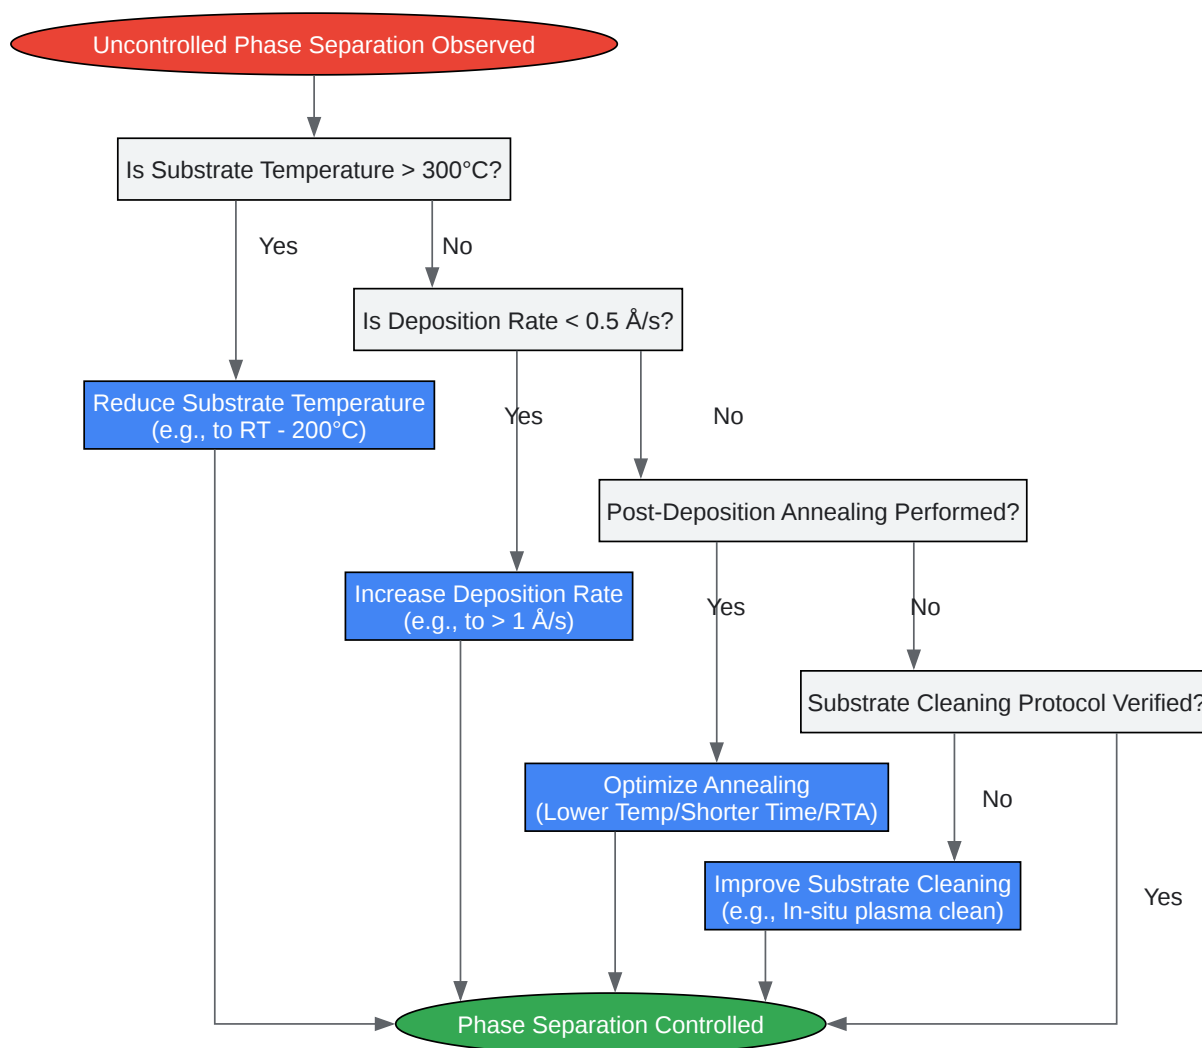 Uncontrolled Phase Separation Observed
Is Substrate Temperature > 300°C?
Yes
No
Is Deposition Rate < 0.5 Å/s?
Reduce Substrate Temperature
(e.g., to RT - 200°C)
Yes
No
Post-Deposition Annealing Performed?
Increase Deposition Rate
(e.g., to > 1 Å/s)
Yes
No
Substrate Cleaning Protocol Verified?
Optimize Annealing
(Lower Temp/Shorter Time/RTA)
No
Improve Substrate Cleaning
(e.g., In-situ plasma clean)
Yes
Phase Separation Controlled